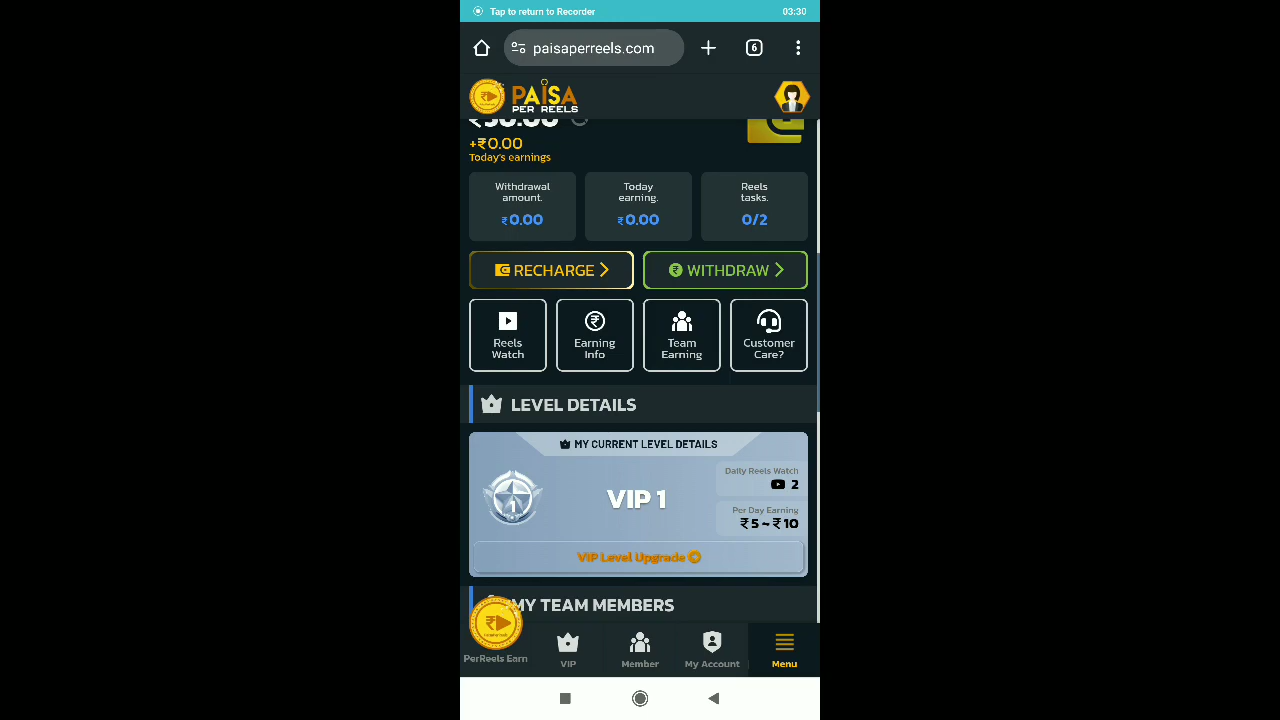 Tap to return to Recorder 03:30
paisaperreels.com 6
PAISA
PER REELS
₹50.00
+₹0.00
Today's earnings
Withdrawal amount.
₹0.00
Today earning.
₹0.00
Reels tasks.
0/2
RECHARGE
WITHDRAW
Reels Watch
Earning Info
Team Earning
Customer Care?
LEVEL DETAILS
MY CURRENT LEVEL DETAILS
1
VIP 1
Daily Reels Watch
2
Per Day Earning
₹5 ~ ₹10
VIP Level Upgrade
MY TEAM MEMBERS
PerReels Earn
VIP
Member
My Account
Menu